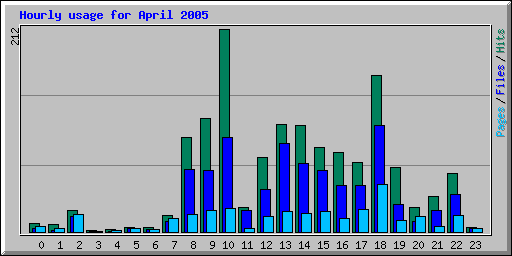 Hourly usage for April 2005
212
Pages/Files/Hits
0 1 2 3 4 5 6 7 8 9 10 11 12 13 14 15 16 17 18 19 20 21 22 23